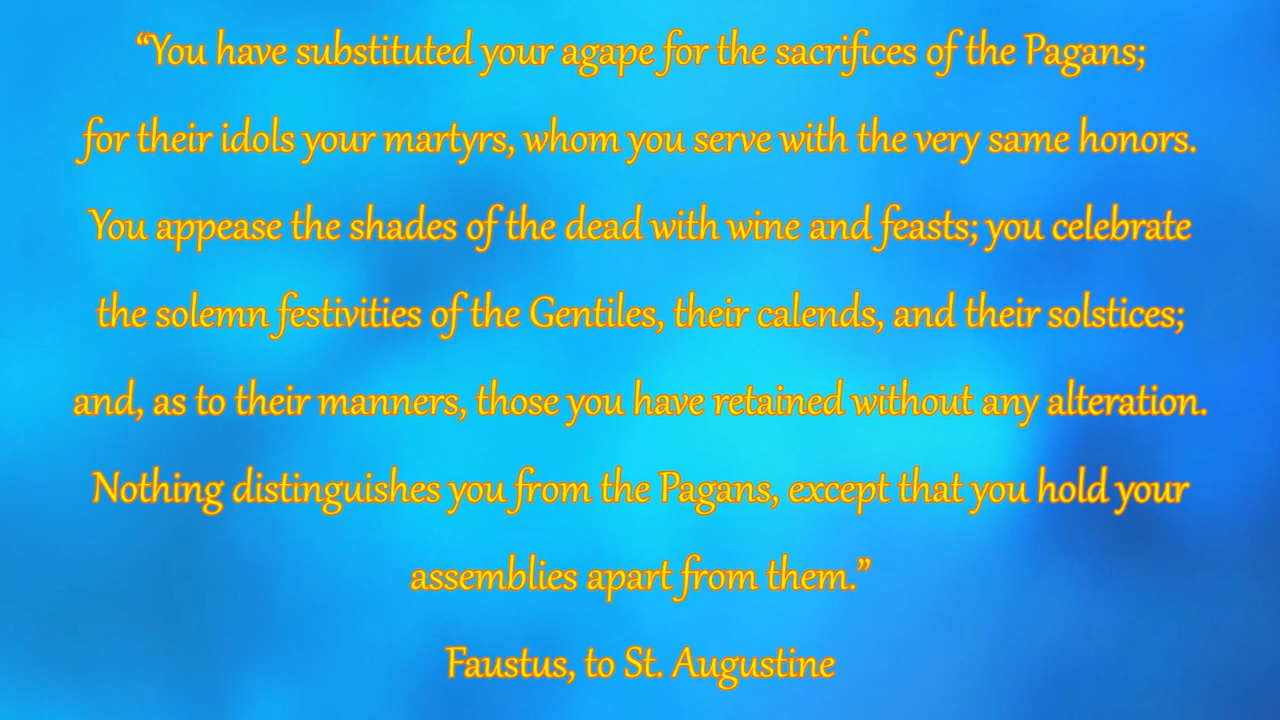 “You have substituted your agape for the sacrifices of the Pagans;
for their idols your martyrs, whom you serve with the very same honors.
You appease the shades of the dead with wine and feasts; you celebrate
the solemn festivities of the Gentiles, their calends, and their solstices;
and, as to their manners, those you have retained without any alteration.
Nothing distinguishes you from the Pagans, except that you hold your
assemblies apart from them.”
Faustus, to St. Augustine